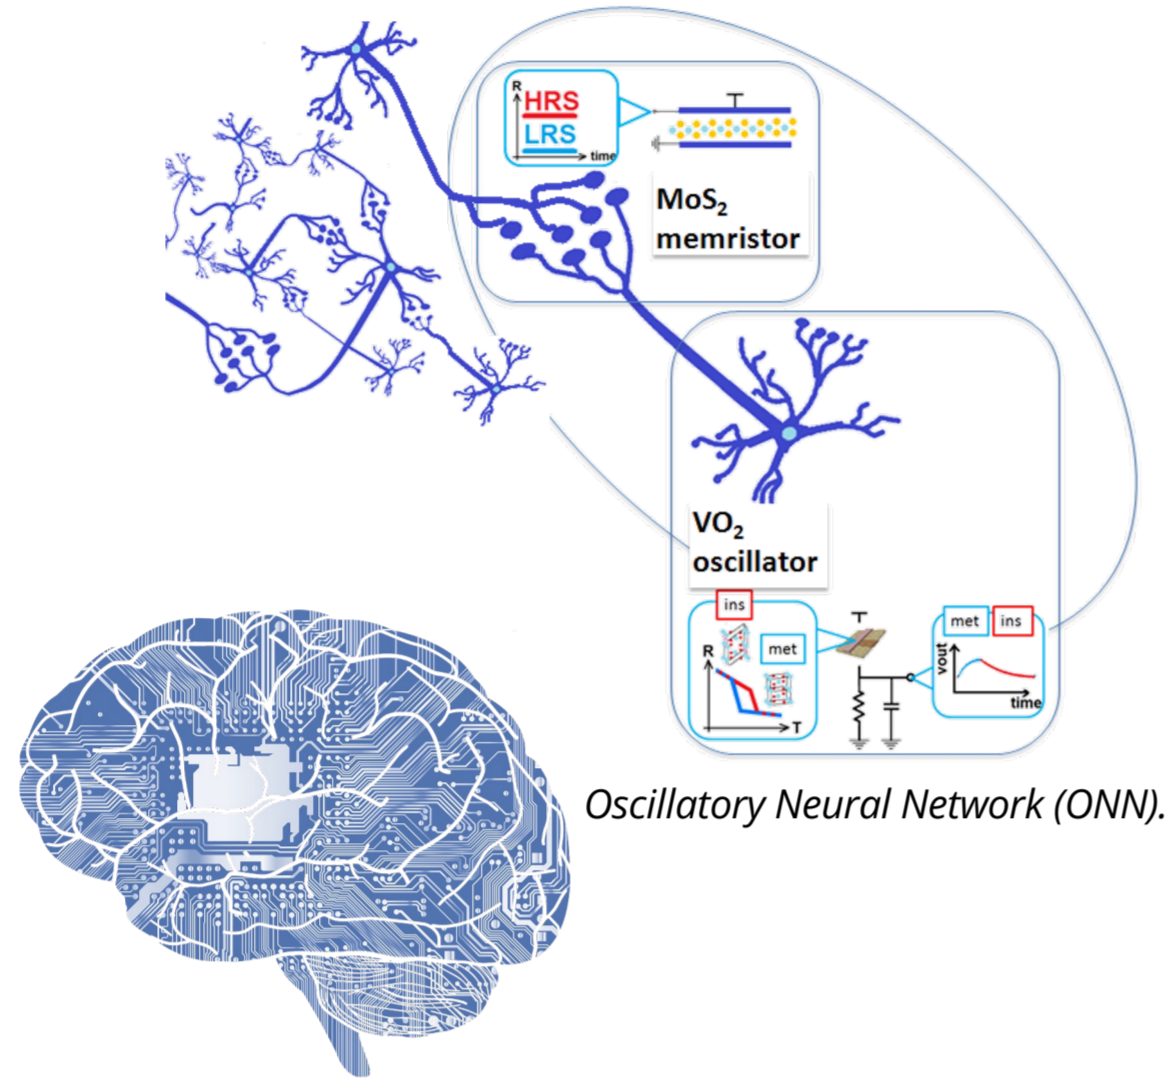 R
HRS
LRS
time
MoS₂
memristor
VO₂
oscillator
ins
met
R
T
met
ins
vout
time
Oscillatory Neural Network (ONN).